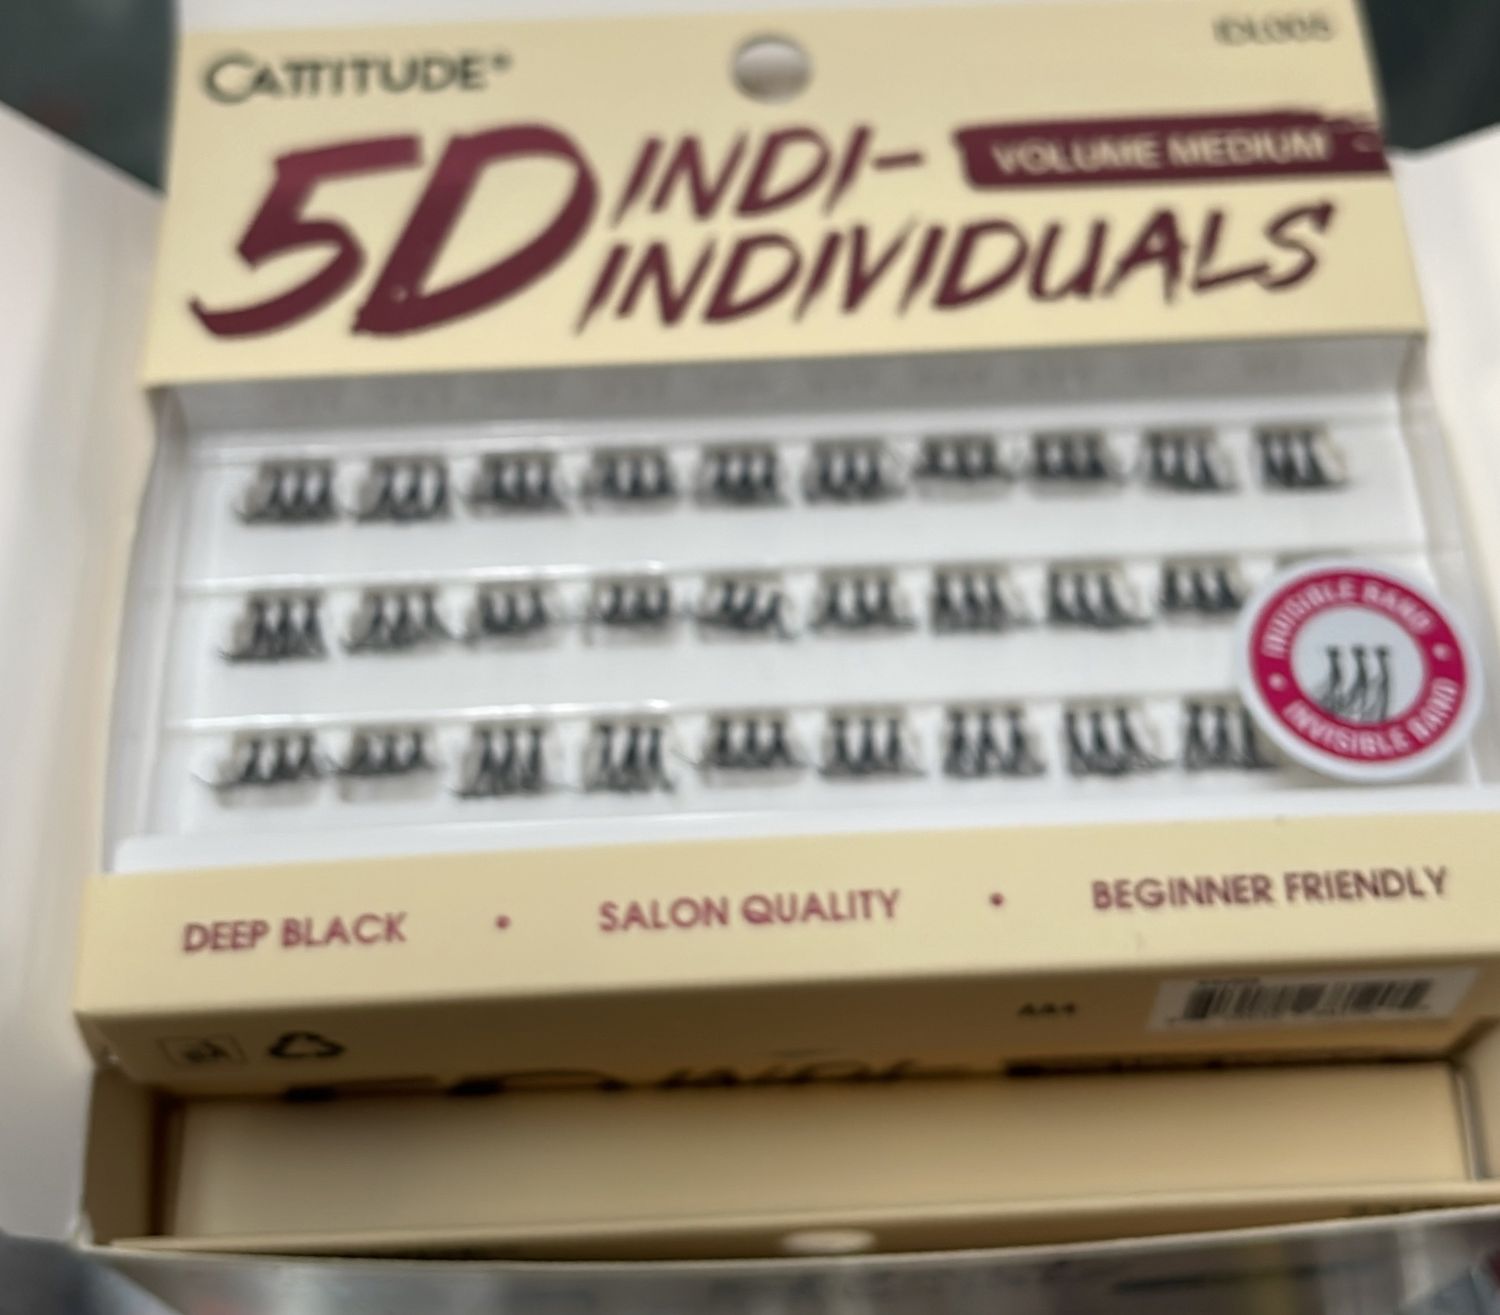 CATTITUDE®
5D INDI-
INDIVIDUALS
VOLUME MEDIUM
INVISIBLE BAND
INVISIBLE BAND
DEEP BLACK • SALON QUALITY • BEGINNER FRIENDLY